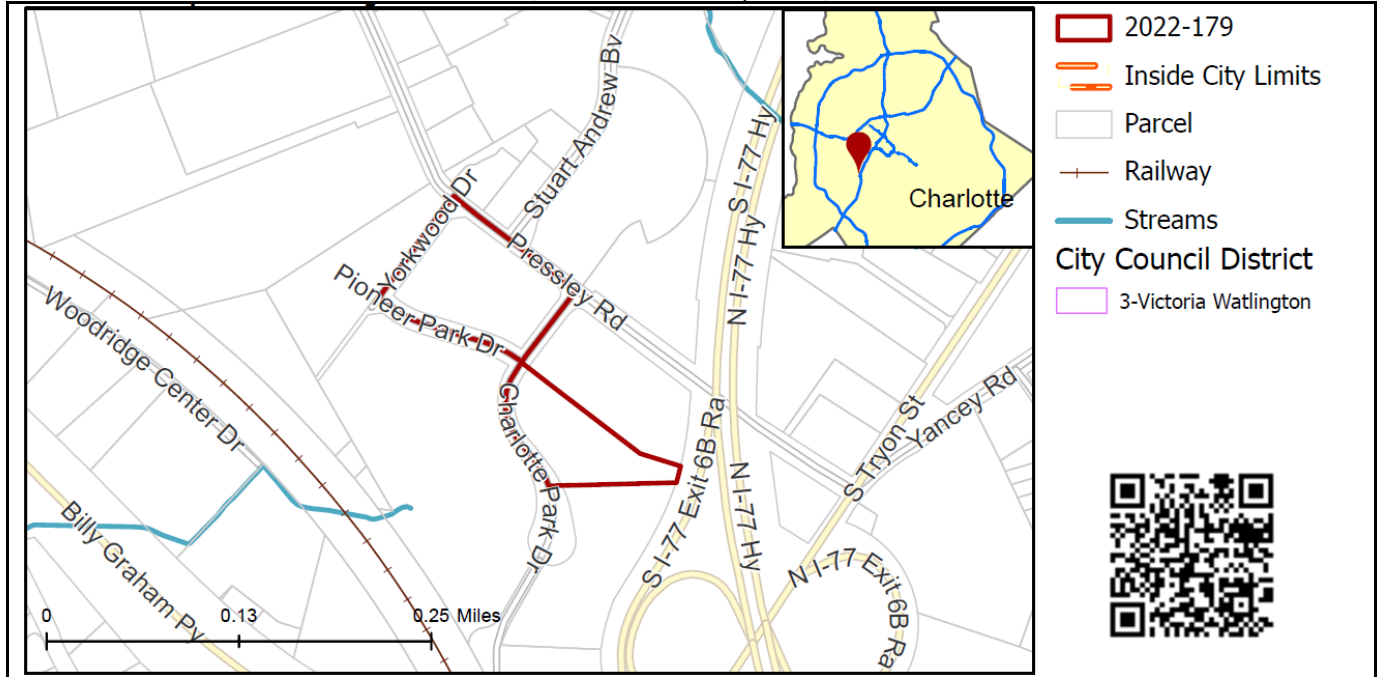 Stuart Andrew Bv
S I-77 Hy
N I-77 Hy
Charlotte
Yorkwood Dr
Pressley Rd
Pioneer Park Dr
Woodridge Center Dr
Charlotte Park Dr
S I-77 Exit 6B Ra
N I-77 Hy
S Tryon St
Yancey Rd
Billy Graham Py
N I-77 Exit 6B Ra
0 0.13 0.25 Miles
2022-179
Inside City Limits
Parcel
Railway
Streams
City Council District
3-Victoria Watlington